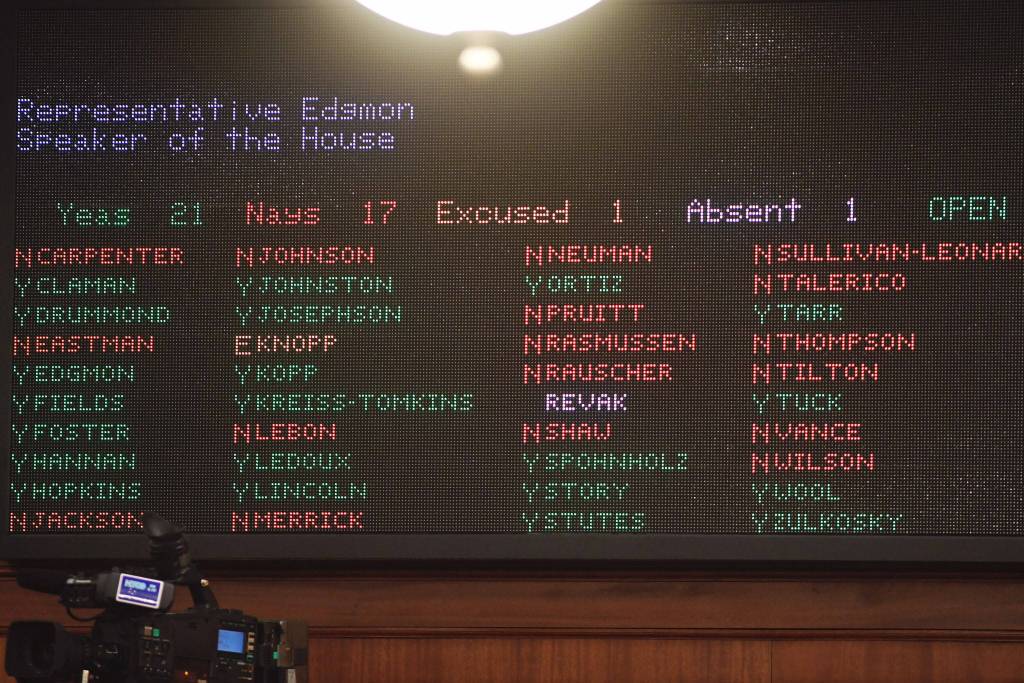 Representative Edgmon
Speaker of the House
Yeas 21 Nays 17 Excused 1 Absent 1 OPEN
N CARPENTER N JOHNSON N NEUMAN N SULLIVAN-LEONAR
Y CLAMAN Y JOHNSTON Y ORTIZ N TALERICO
Y DRUMMOND Y JOSEPHSON N PRUITT Y TARR
N EASTMAN E KNOPP N RASMUSSEN N THOMPSON
Y EDGMON Y KOPP N RAUSCHER N TILTON
Y FIELDS Y KREISS-TOMKINS REVAK Y TUCK
Y FOSTER N LEBON N SHAW N VANCE
Y HANNAN Y LEDOUX Y SPOHNHOLZ N WILSON
Y HOPKINS Y LINCOLN Y STORY Y WOOL
N JACKSON N MERRICK Y STUTES Y ZULKOSKY